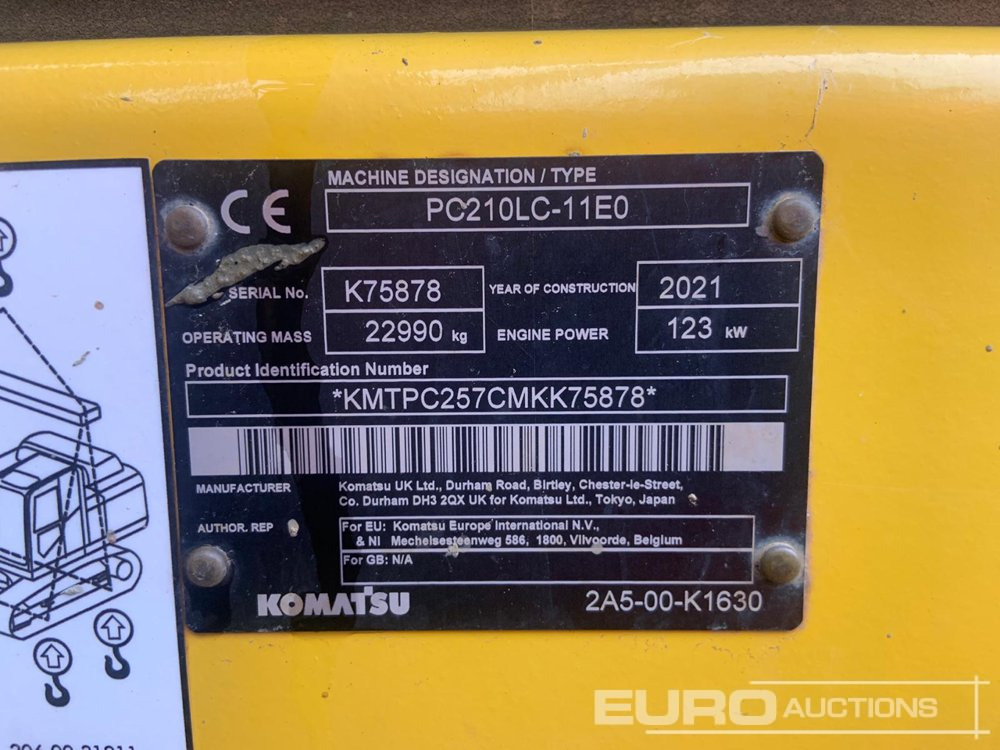 CE
MACHINE DESIGNATION / TYPE
PC210LC-11E0
SERIAL No. K75878 YEAR OF CONSTRUCTION 2021
OPERATING MASS 22990 kg ENGINE POWER 123 kW
Product Identification Number
*KMTPC257CMKK75878*
MANUFACTURER Komatsu UK Ltd., Durham Road, Birtley, Chester-le-Street,
Co. Durham DH3 2QX UK for Komatsu Ltd., Tokyo, Japan
AUTHOR. REP For EU: Komatsu Europe International N.V.,
& NI Mechelsesteenweg 586, 1800, Vilvoorde, Belgium
For GB: N/A
KOMATSU 2A5-00-K1630
EURO AUCTIONS